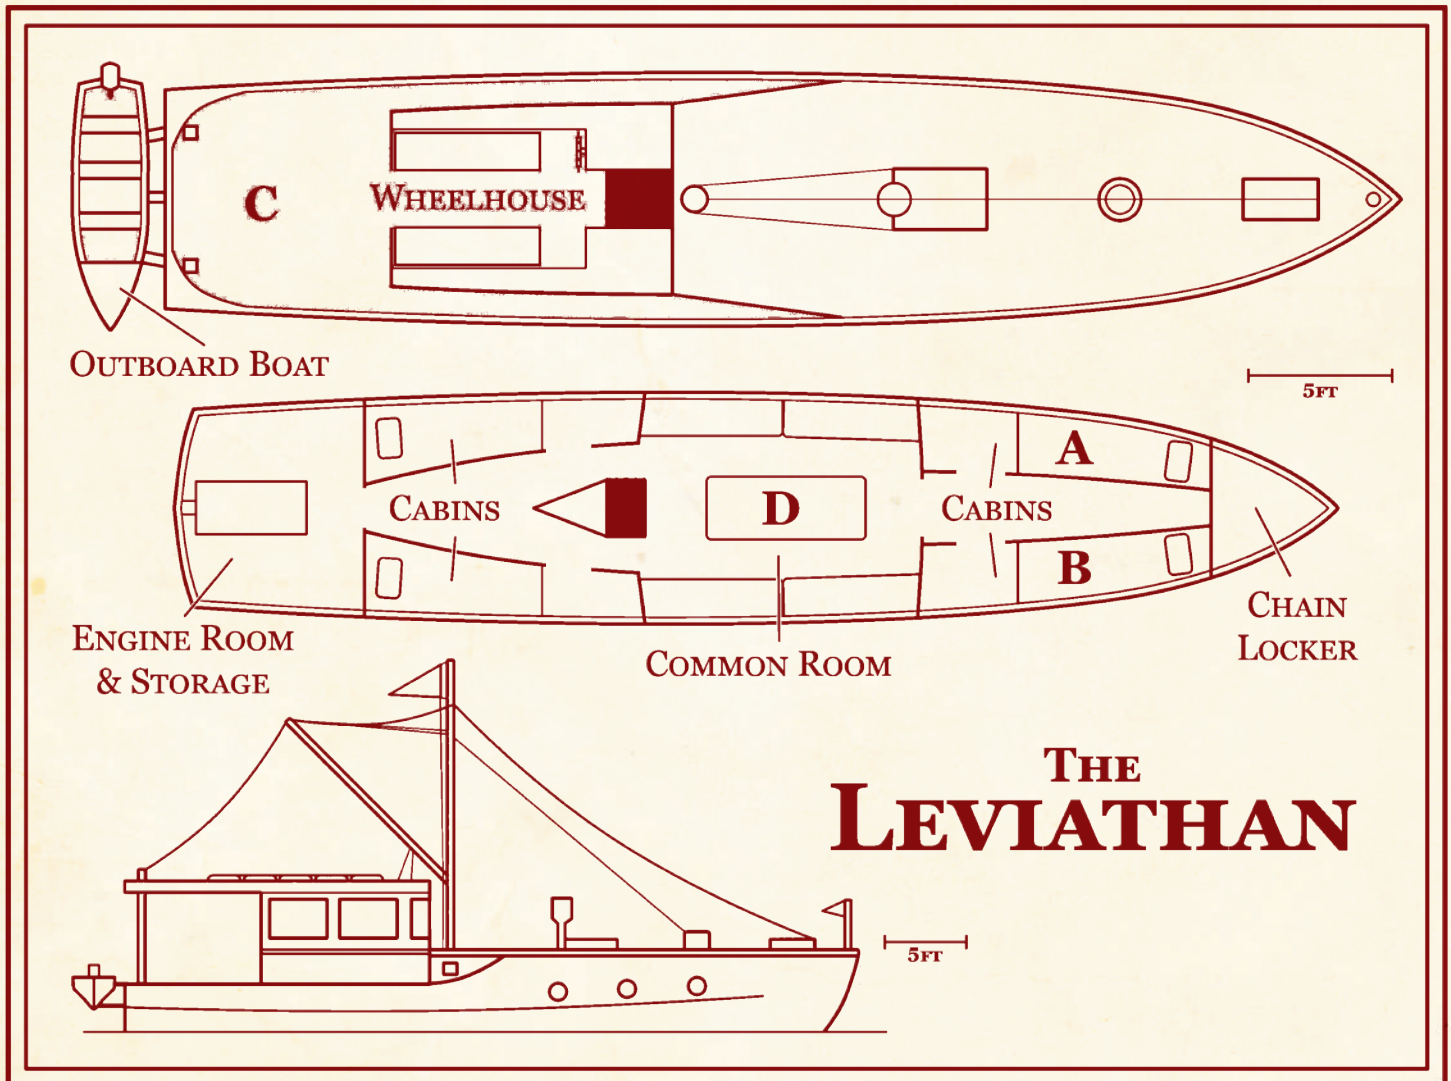 C
WHEELHOUSE
OUTBOARD BOAT
5FT
A
CABINS
D
CABINS
B
ENGINE ROOM
& STORAGE
COMMON ROOM
CHAIN
LOCKER
THE
LEVIATHAN
5FT